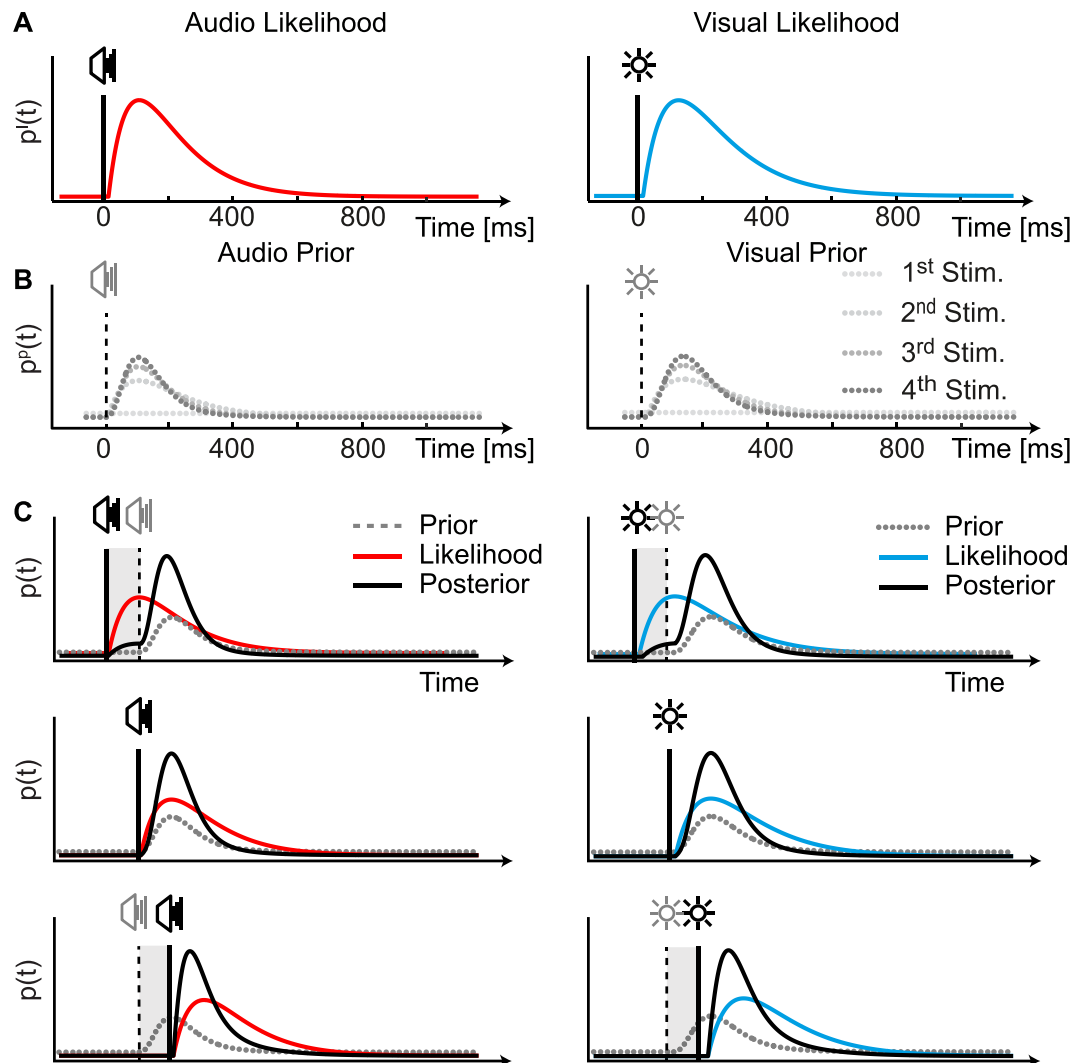 A
Audio Likelihood
Visual Likelihood
pˡ(t)
0
400
800
Time [ms]
0
400
800
Time [ms]
B
Audio Prior
Visual Prior
pᵖ(t)
1st Stim.
2nd Stim.
3rd Stim.
4th Stim.
0
400
800
Time [ms]
0
400
800
Time [ms]
C
p(t)
Prior
Likelihood
Posterior
Time
Prior
Likelihood
Posterior
Time
p(t)
p(t)